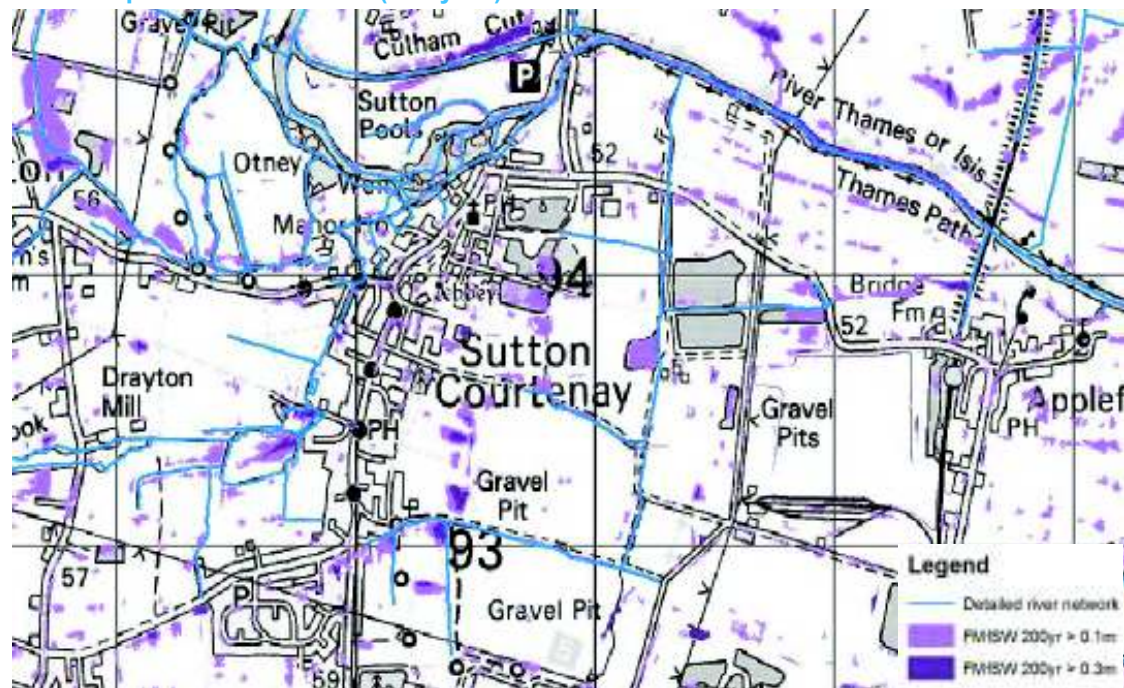 Gravel Pit
Culham Cut
P
Sutton
Pools
River Thames or Isis
52
Otney
56
Thames Path
Manor
PH
94
Bridge
Fm
52
Sutton
Courtenay
Drayton
Mill
PH
Gravel
Pits
Applef
PH
Gravel
Pit
93
57
P
Gravel Pit
59
Legend
Detailed river network
FMfSW 200yr > 0.1m
FMfSW 200yr > 0.3m